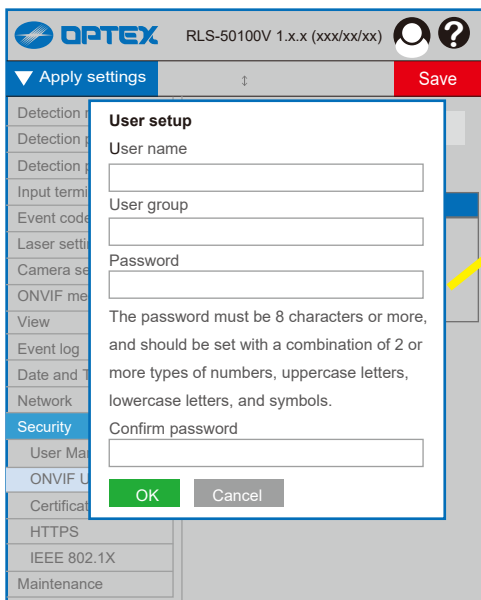 OPTEX RLS-50100V 1.x.x (xxx/xx/xx) ?
Apply settings
Save
Detection
Detection
Detection
Input termi
Event code
Laser setti
Camera se
ONVIF me
View
Event log
Date and T
Network
Security
User Ma
ONVIF U
Certificat
HTTPS
IEEE 802.1X
Maintenance
User setup
User name
User group
Password
The password must be 8 characters or more,
and should be set with a combination of 2 or
more types of numbers, uppercase letters,
lowercase letters, and symbols.
Confirm password
OK Cancel